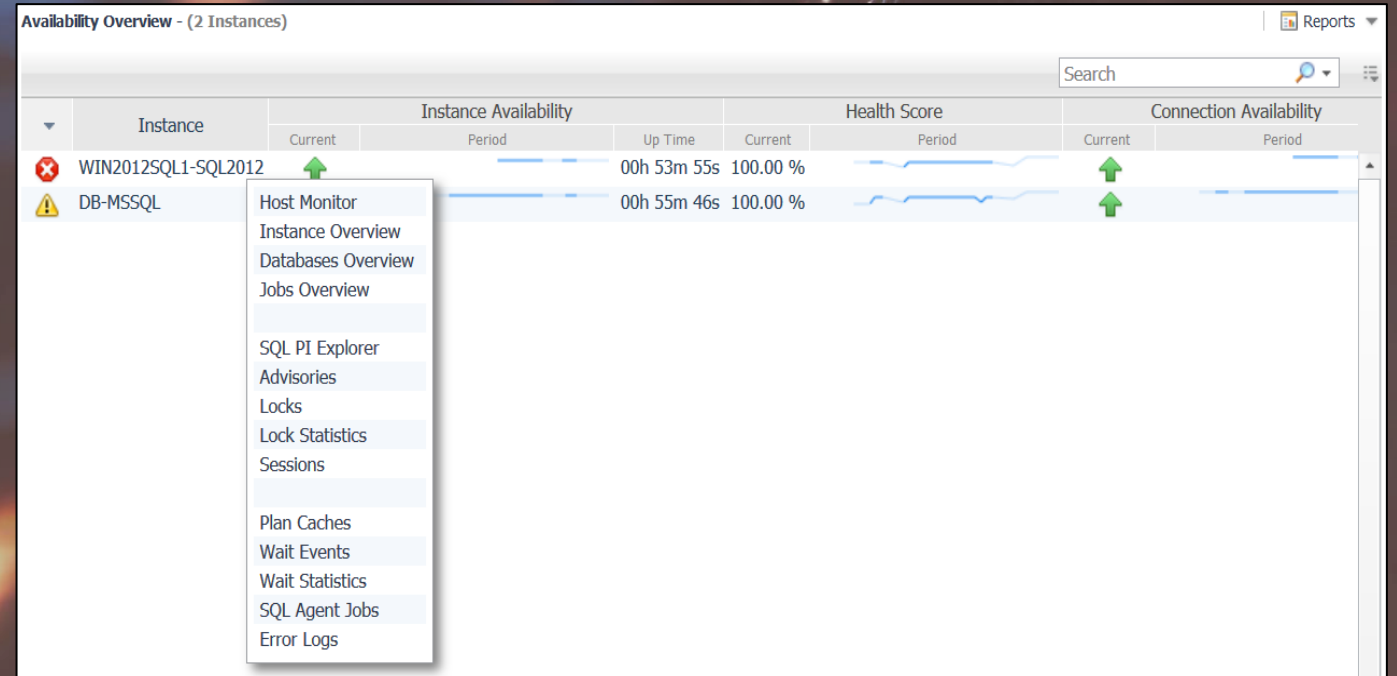 Availability Overview - (2 Instances)
Reports
Search
Instance
Instance Availability
Health Score
Connection Availability
Current Period Up Time Current Period Current Period
WIN2012SQL1-SQL2012 00h 53m 55s 100.00 %
DB-MSSQL 00h 55m 46s 100.00 %
Host Monitor
Instance Overview
Databases Overview
Jobs Overview
SQL PI Explorer
Advisories
Locks
Lock Statistics
Sessions
Plan Caches
Wait Events
Wait Statistics
SQL Agent Jobs
Error Logs